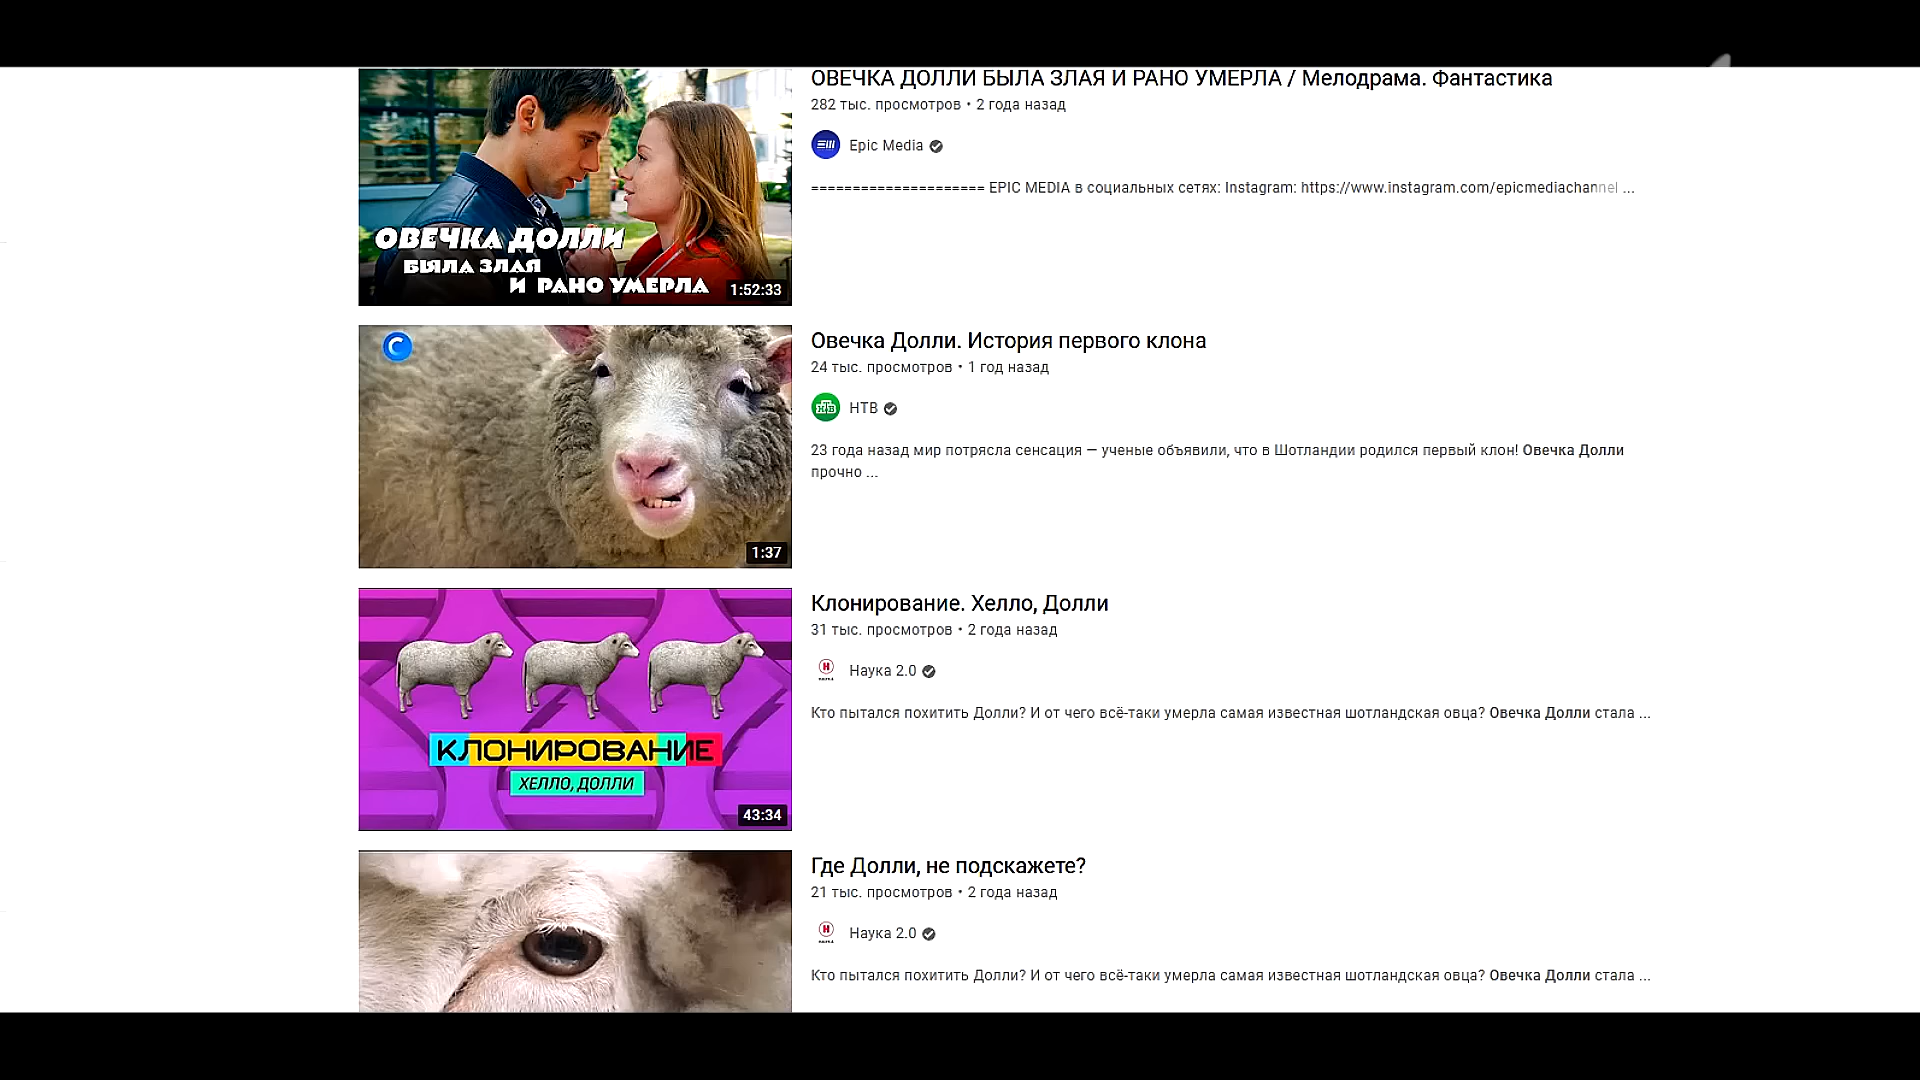 ОВЕЧКА ДОЛЛИ БЫЛА ЗЛАЯ И РАНО УМЕРЛА / Мелодрама. Фантастика
282 тыс. просмотров • 2 года назад
Epic Media
===================== EPIC MEDIA в социальных сетях: Instagram: https://www.instagram.com/epicmediachannel ...
ОВЕЧКА ДОЛЛИ
БЫЛА ЗЛАЯ
И РАНО УМЕРЛА
1:52:33
Овечка Долли. История первого клона
24 тыс. просмотров • 1 год назад
НТВ
НТВ
23 года назад мир потрясла сенсация — ученые объявили, что в Шотландии родился первый клон! Овечка Долли
прочно ...
1:37
Клонирование. Хелло, Долли
31 тыс. просмотров • 2 года назад
Н
Наука 2.0
Кто пытался похитить Долли? И от чего всё-таки умерла самая известная шотландская овца? Овечка Долли стала ...
КЛОНИРОВАНИЕ
ХЕЛЛО, ДОЛЛИ
43:34
Где Долли, не подскажете?
21 тыс. просмотров • 2 года назад
Н
Наука 2.0
Кто пытался похитить Долли? И от чего всё-таки умерла самая известная шотландская овца? Овечка Долли стала ...